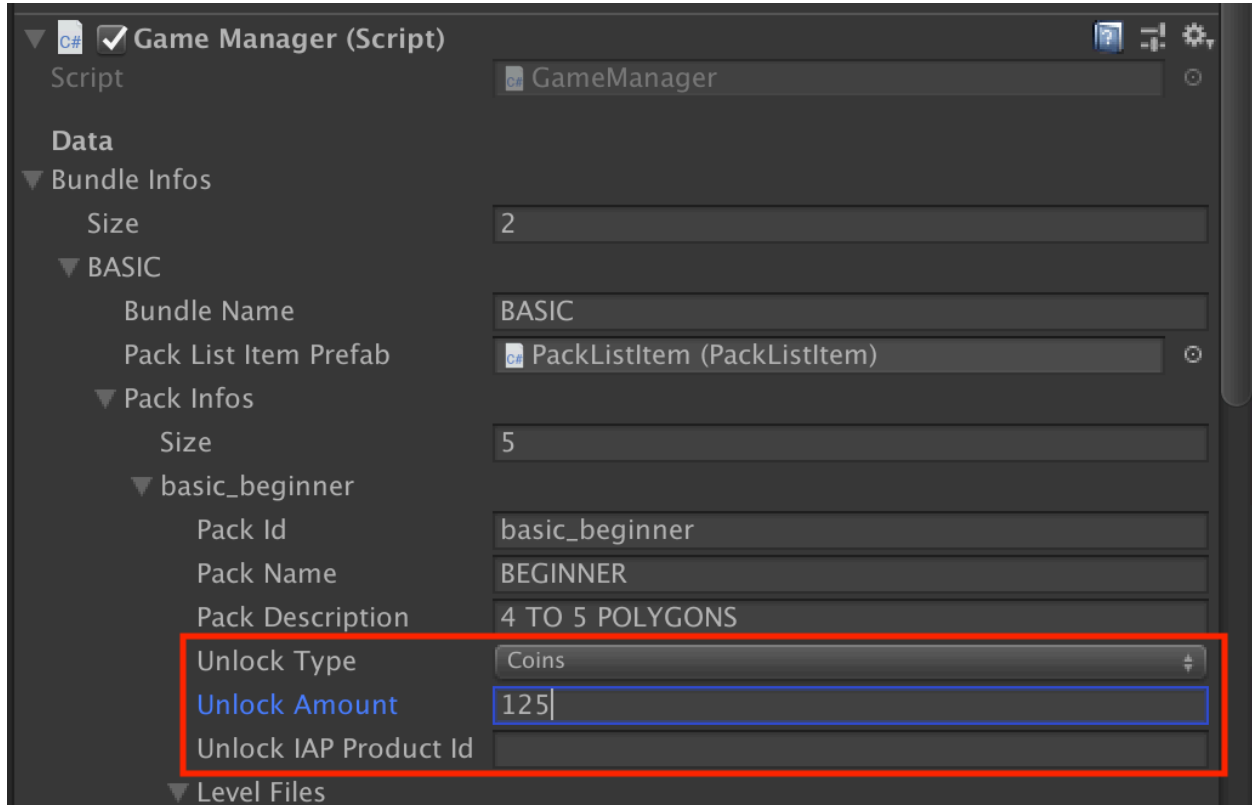 C# Game Manager (Script) ?
Script C# GameManager
Data
Bundle Infos
Size 2
BASIC
Bundle Name BASIC
Pack List Item Prefab C# PackListItem (PackListItem)
Pack Infos
Size 5
basic_beginner
Pack Id basic_beginner
Pack Name BEGINNER
Pack Description 4 TO 5 POLYGONS
Unlock Type Coins
Unlock Amount 125
Unlock IAP Product Id
Level Files